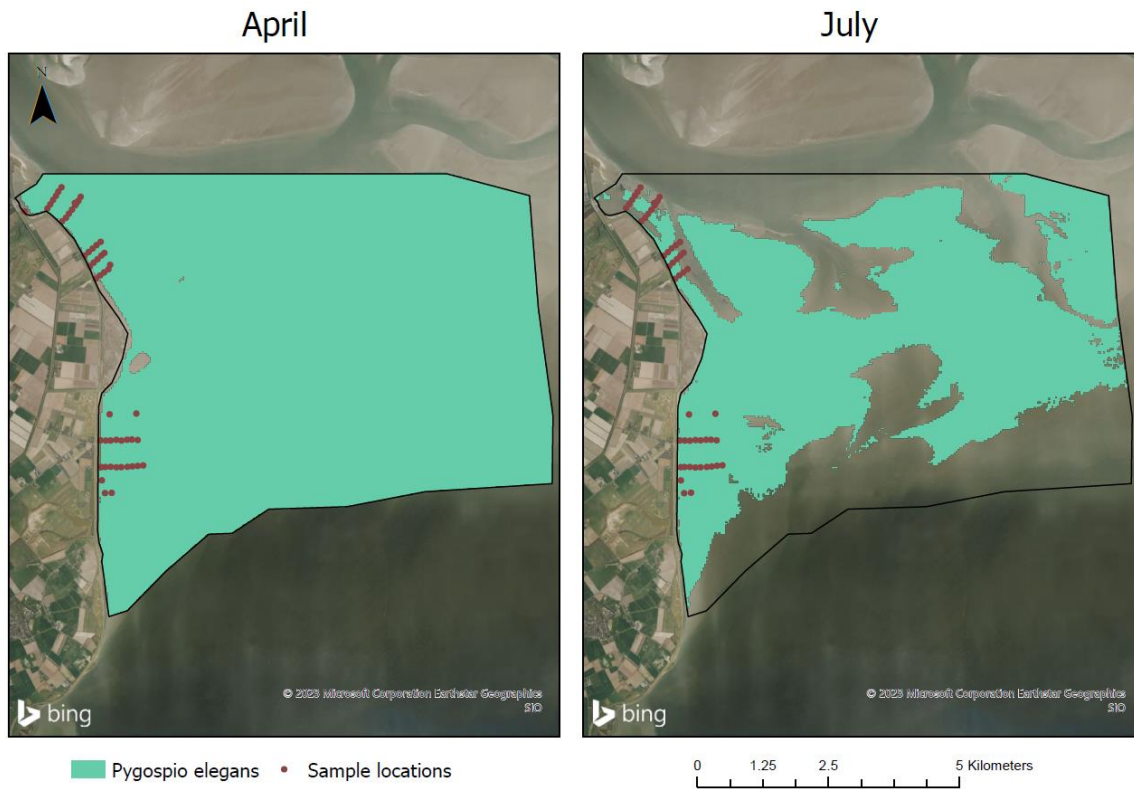 April
July
N
© 2023 Microsoft Corporation Earthstar Geographics
SIO
bing
© 2023 Microsoft Corporation Earthstar Geographics
SIO
bing
Pygospio elegans
Sample locations
0 1.25 2.5 5 Kilometers